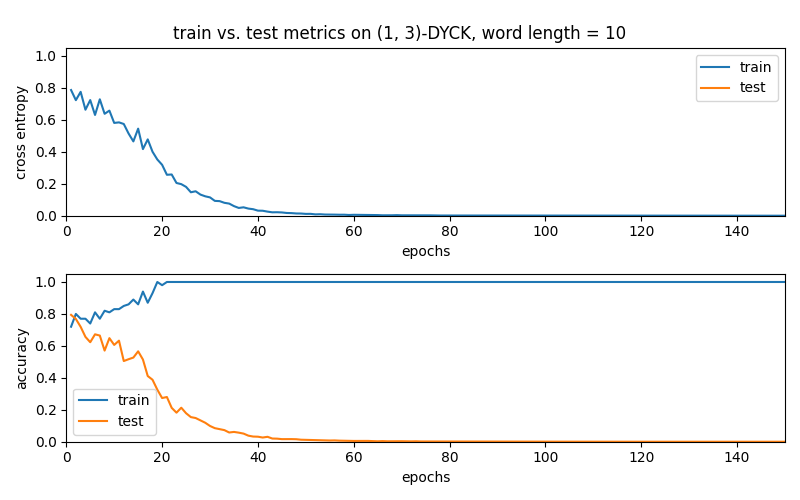 train vs. test metrics on (1, 3)-DYCK, word length = 10
1.0
0.8
0.6
0.4
0.2
0.0
cross entropy
train
test
0 20 40 60 80 100 120 140
epochs
1.0
0.8
0.6
0.4
0.2
0.0
accuracy
train
test
0 20 40 60 80 100 120 140
epochs